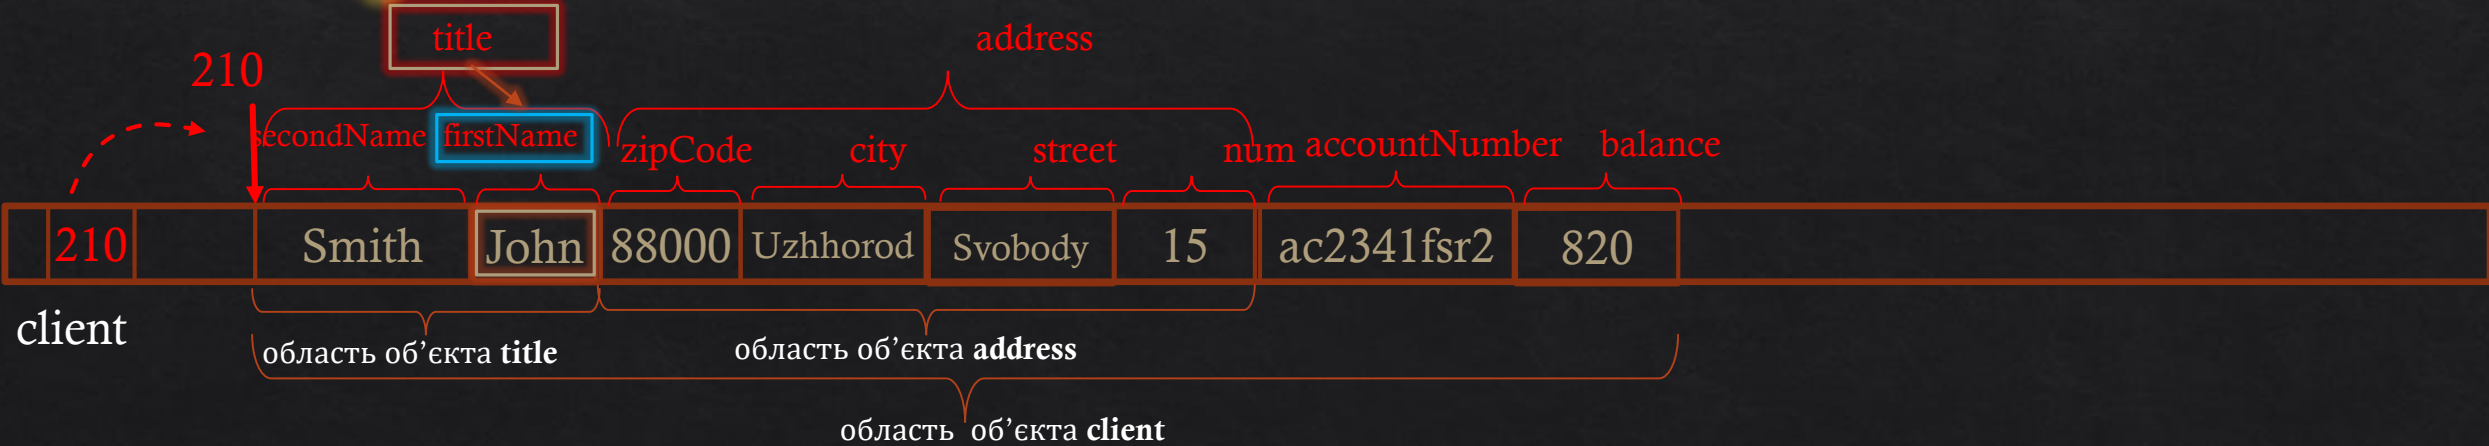 title address
210
secondName firstName
zipCode city street num accountNumber balance
210 Smith John 88000 Uzhhorod Svobody 15 ac2341fsr2 820
client
область об’єкта title область об’єкта address
область об’єкта client